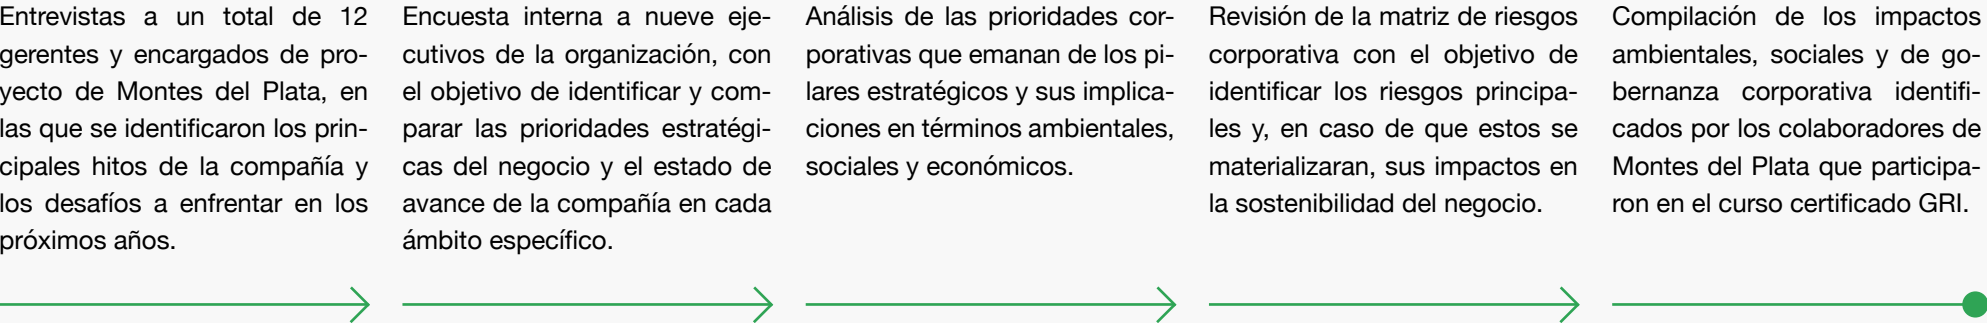 Entrevistas a un total de 12
gerentes y encargados de pro-
yecto de Montes del Plata, en
las que se identificaron los prin-
cipales hitos de la compañía y
los desafíos a enfrentar en los
próximos años.
Encuesta interna a nueve eje-
cutivos de la organización, con
el objetivo de identificar y com-
parar las prioridades estratégi-
cas del negocio y el estado de
avance de la compañía en cada
ámbito específico.
Análisis de las prioridades cor-
porativas que emanan de los pi-
lares estratégicos y sus implica-
ciones en términos ambientales,
sociales y económicos.
Revisión de la matriz de riesgos
corporativa con el objetivo de
identificar los riesgos principa-
les y, en caso de que estos se
materializaran, sus impactos en
la sostenibilidad del negocio.
Compilación de los impactos
ambientales, sociales y de go-
bernanza corporativa identifi-
cados por los colaboradores de
Montes del Plata que participa-
ron en el curso certificado GRI.